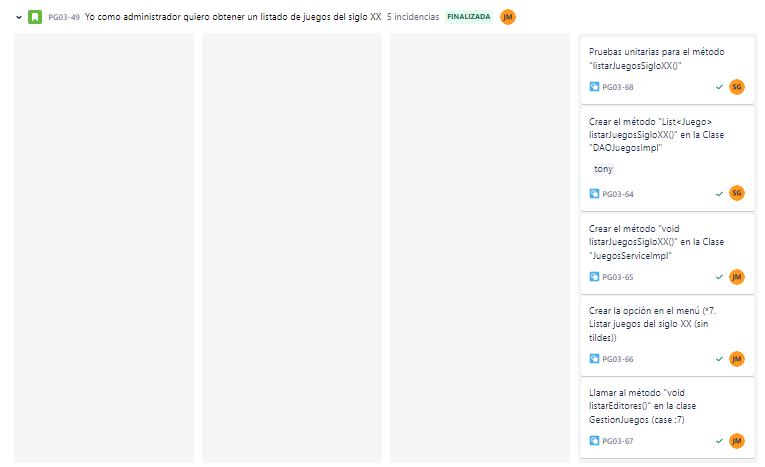 PG03-49 Yo como administrador quiero obtener un listado de juegos del siglo XX 5 incidencias FINALIZADA JM
Pruebas unitarias para el método
"listarJuegosSigloXX()"
PG03-68 SG
Crear el método "List<Juego>
listarJuegosSigloXX()" en la Clase
"DAOJuegosImpl"
tony
PG03-64 SG
Crear el método "void
listarJuegosSigloXX()" en la Clase
"JuegosServiceImpl"
PG03-65 JM
Crear la opción en el menú ("7.
Listar juegos del siglo XX (sin
tildes))
PG03-66 JM
Llamar al método "void
listarEditores()" en la clase
GestionJuegos (case :7)
PG03-67 JM